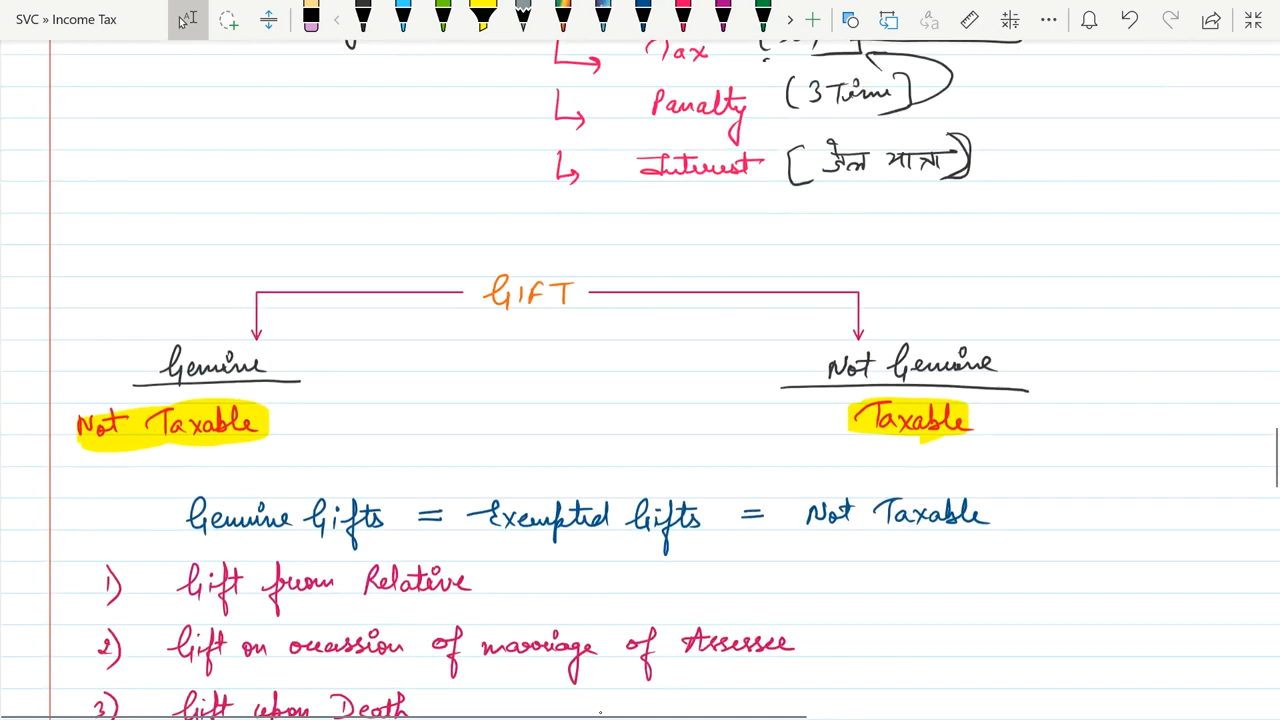 SVC » Income Tax
Tax
Panalty (3 Time)
Interest [जेल यात्रा]
GIFT
Genuine Not Genuine
Not Taxable Taxable
Genuine Gifts = Exempted Gifts = Not Taxable
1) Gift from Relative
2) Gift on occassion of marriage of Assessee
3) Gift upon Death